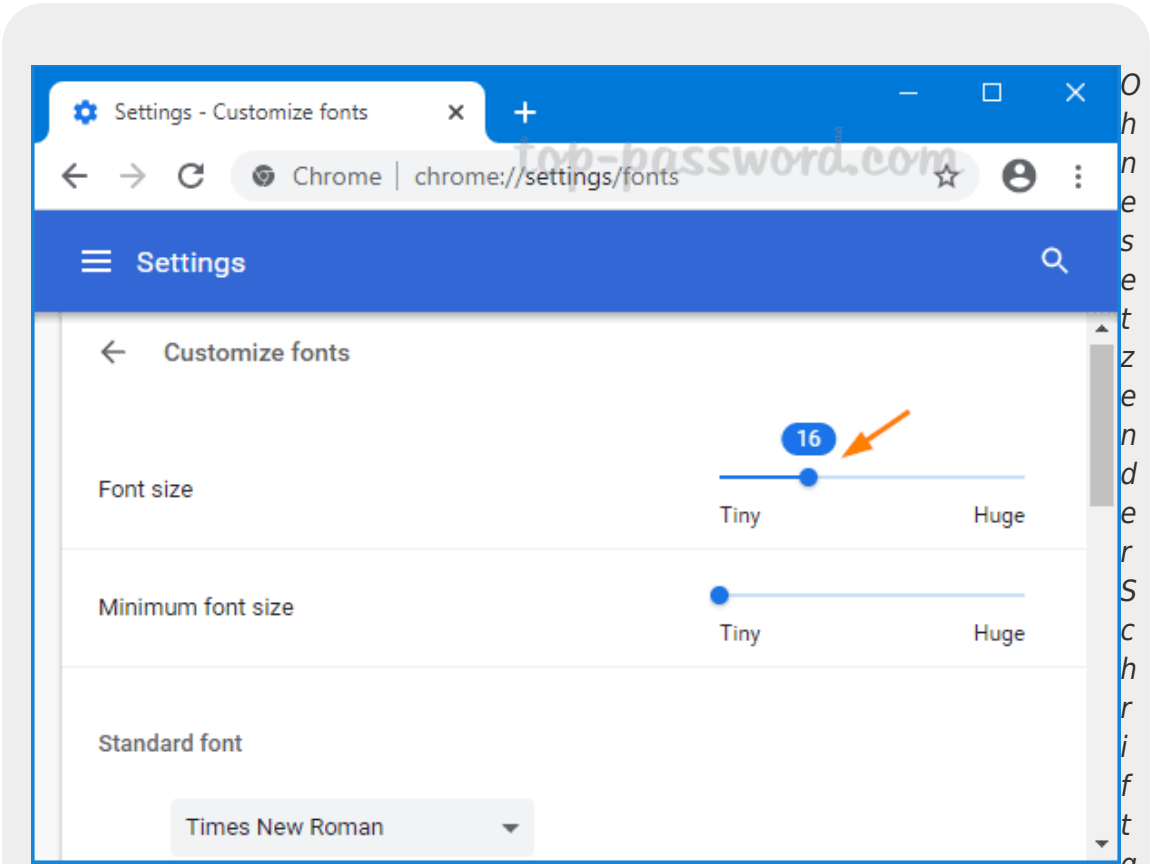 Settings - Customize fonts
top-password.com
Chrome | chrome://settings/fonts
Settings
Customize fonts
16
Font size
Tiny Huge
Minimum font size
Tiny Huge
Standard font
Times New Roman
O
h
n
e
s
e
t
z
e
n
d
e
r
S
c
h
r
i
f
t